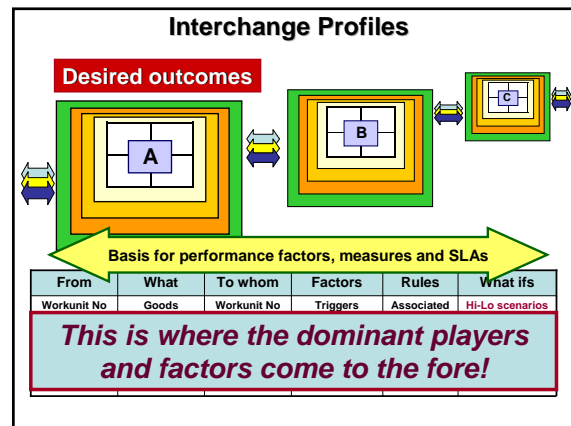 Interchange Profiles
Desired outcomes
A
B
C
Basis for performance factors, measures and SLAs
From What To whom Factors Rules What ifs
Workunit No Goods Workunit No Triggers Associated Hi-Lo scenarios
This is where the dominant players
and factors come to the fore!